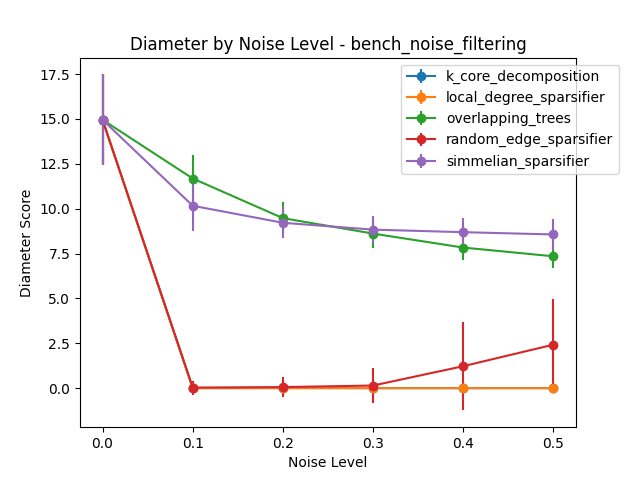 Diameter by Noise Level - bench_noise_filtering
k_core_decomposition
local_degree_sparsifier
overlapping_trees
random_edge_sparsifier
simmelian_sparsifier
Diameter Score
17.5
15.0
12.5
10.0
7.5
5.0
2.5
0.0
0.0 0.1 0.2 0.3 0.4 0.5
Noise Level